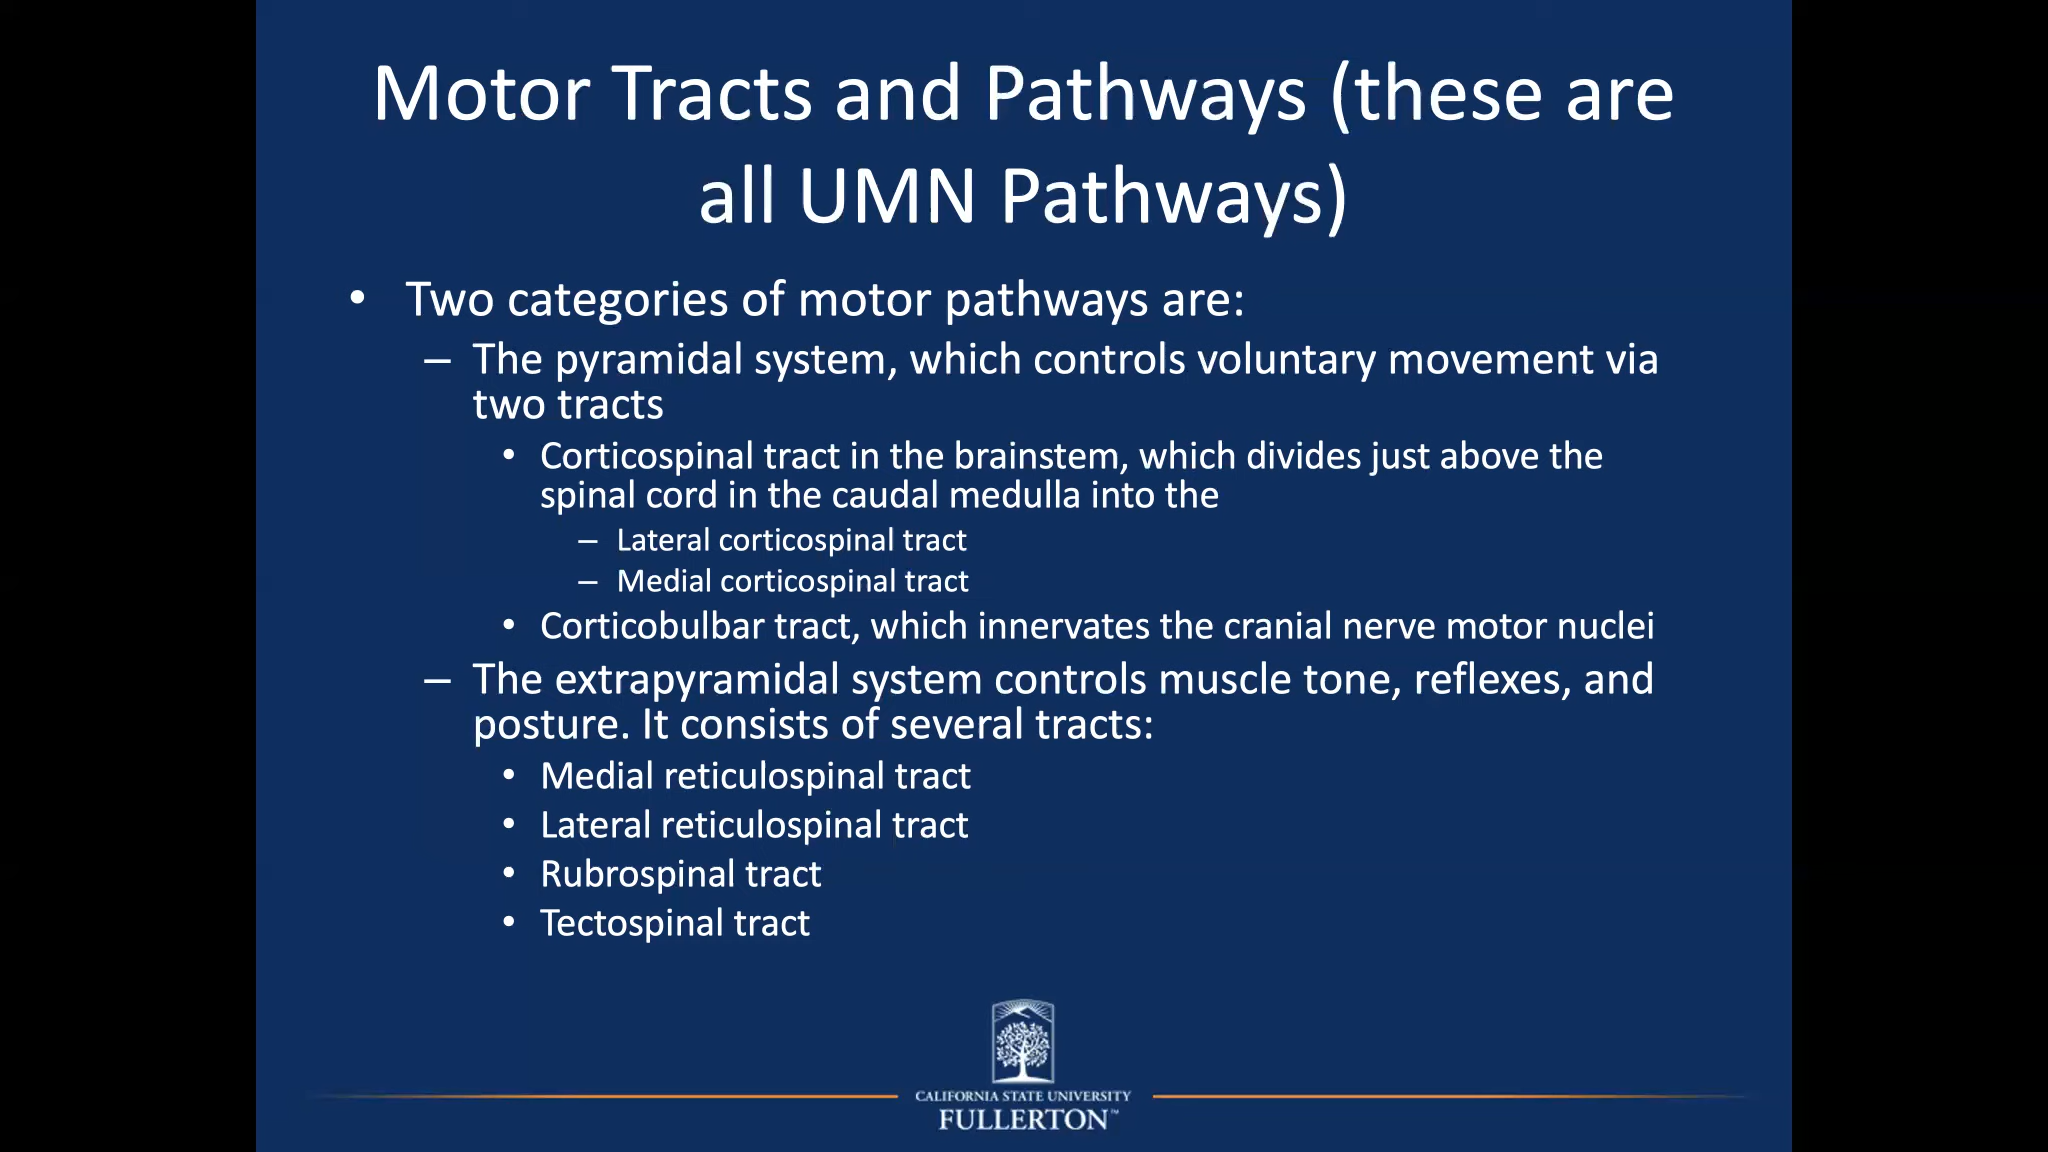 Motor Tracts and Pathways (these are
all UMN Pathways)
• Two categories of motor pathways are:
– The pyramidal system, which controls voluntary movement via
two tracts
• Corticospinal tract in the brainstem, which divides just above the
spinal cord in the caudal medulla into the
– Lateral corticospinal tract
– Medial corticospinal tract
• Corticobulbar tract, which innervates the cranial nerve motor nuclei
– The extrapyramidal system controls muscle tone, reflexes, and
posture. It consists of several tracts:
• Medial reticulospinal tract
• Lateral reticulospinal tract
• Rubrospinal tract
• Tectospinal tract
CALIFORNIA STATE UNIVERSITY
FULLERTON™